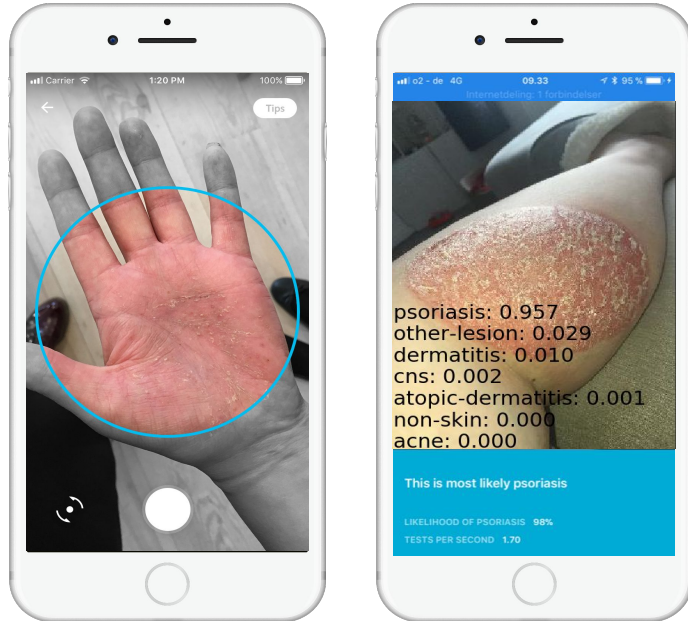 Carrier 1:20 PM 100%
Tips
o2 - de 4G 09.33 95 %
Internetdeling: 1 forbindelser
psoriasis: 0.957
other-lesion: 0.029
dermatitis: 0.010
cns: 0.002
atopic-dermatitis: 0.001
non-skin: 0.000
acne: 0.000
This is most likely psoriasis
LIKELIHOOD OF PSORIASIS 98%
TESTS PER SECOND 1.70